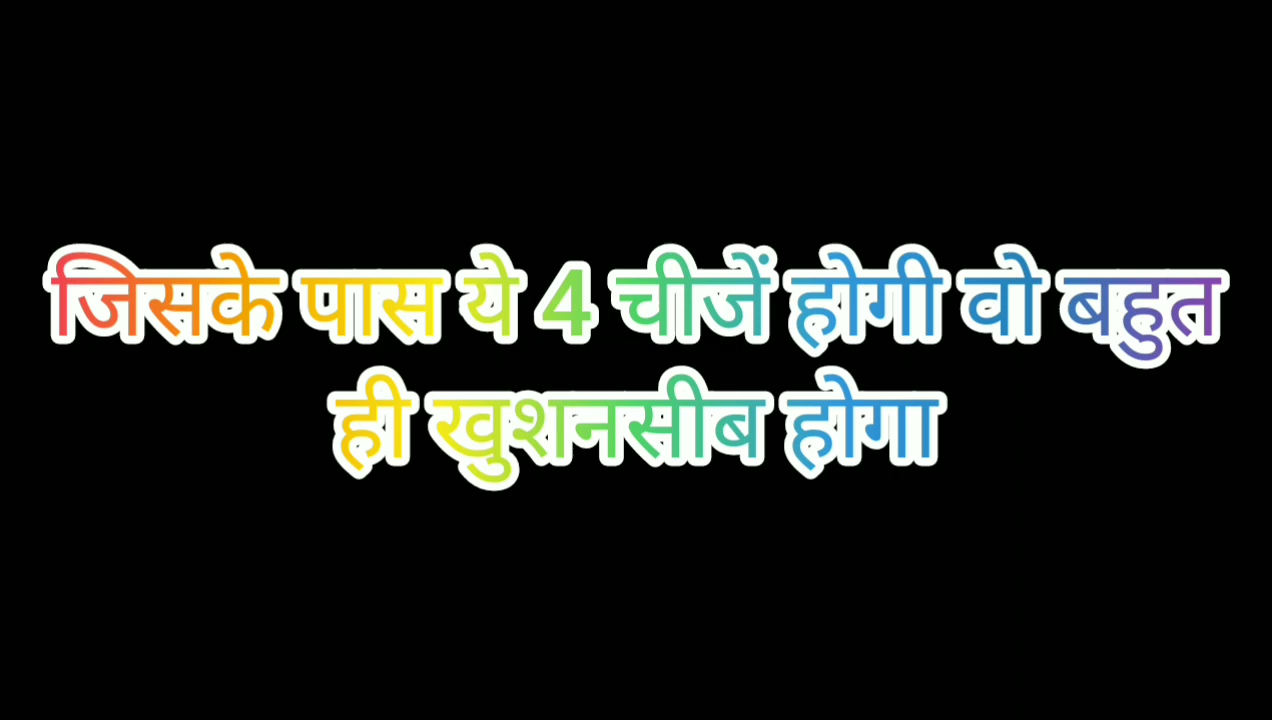 जिसके पास ये 4 चीजें होगी वो बहुत
ही खुशनसीब होगा